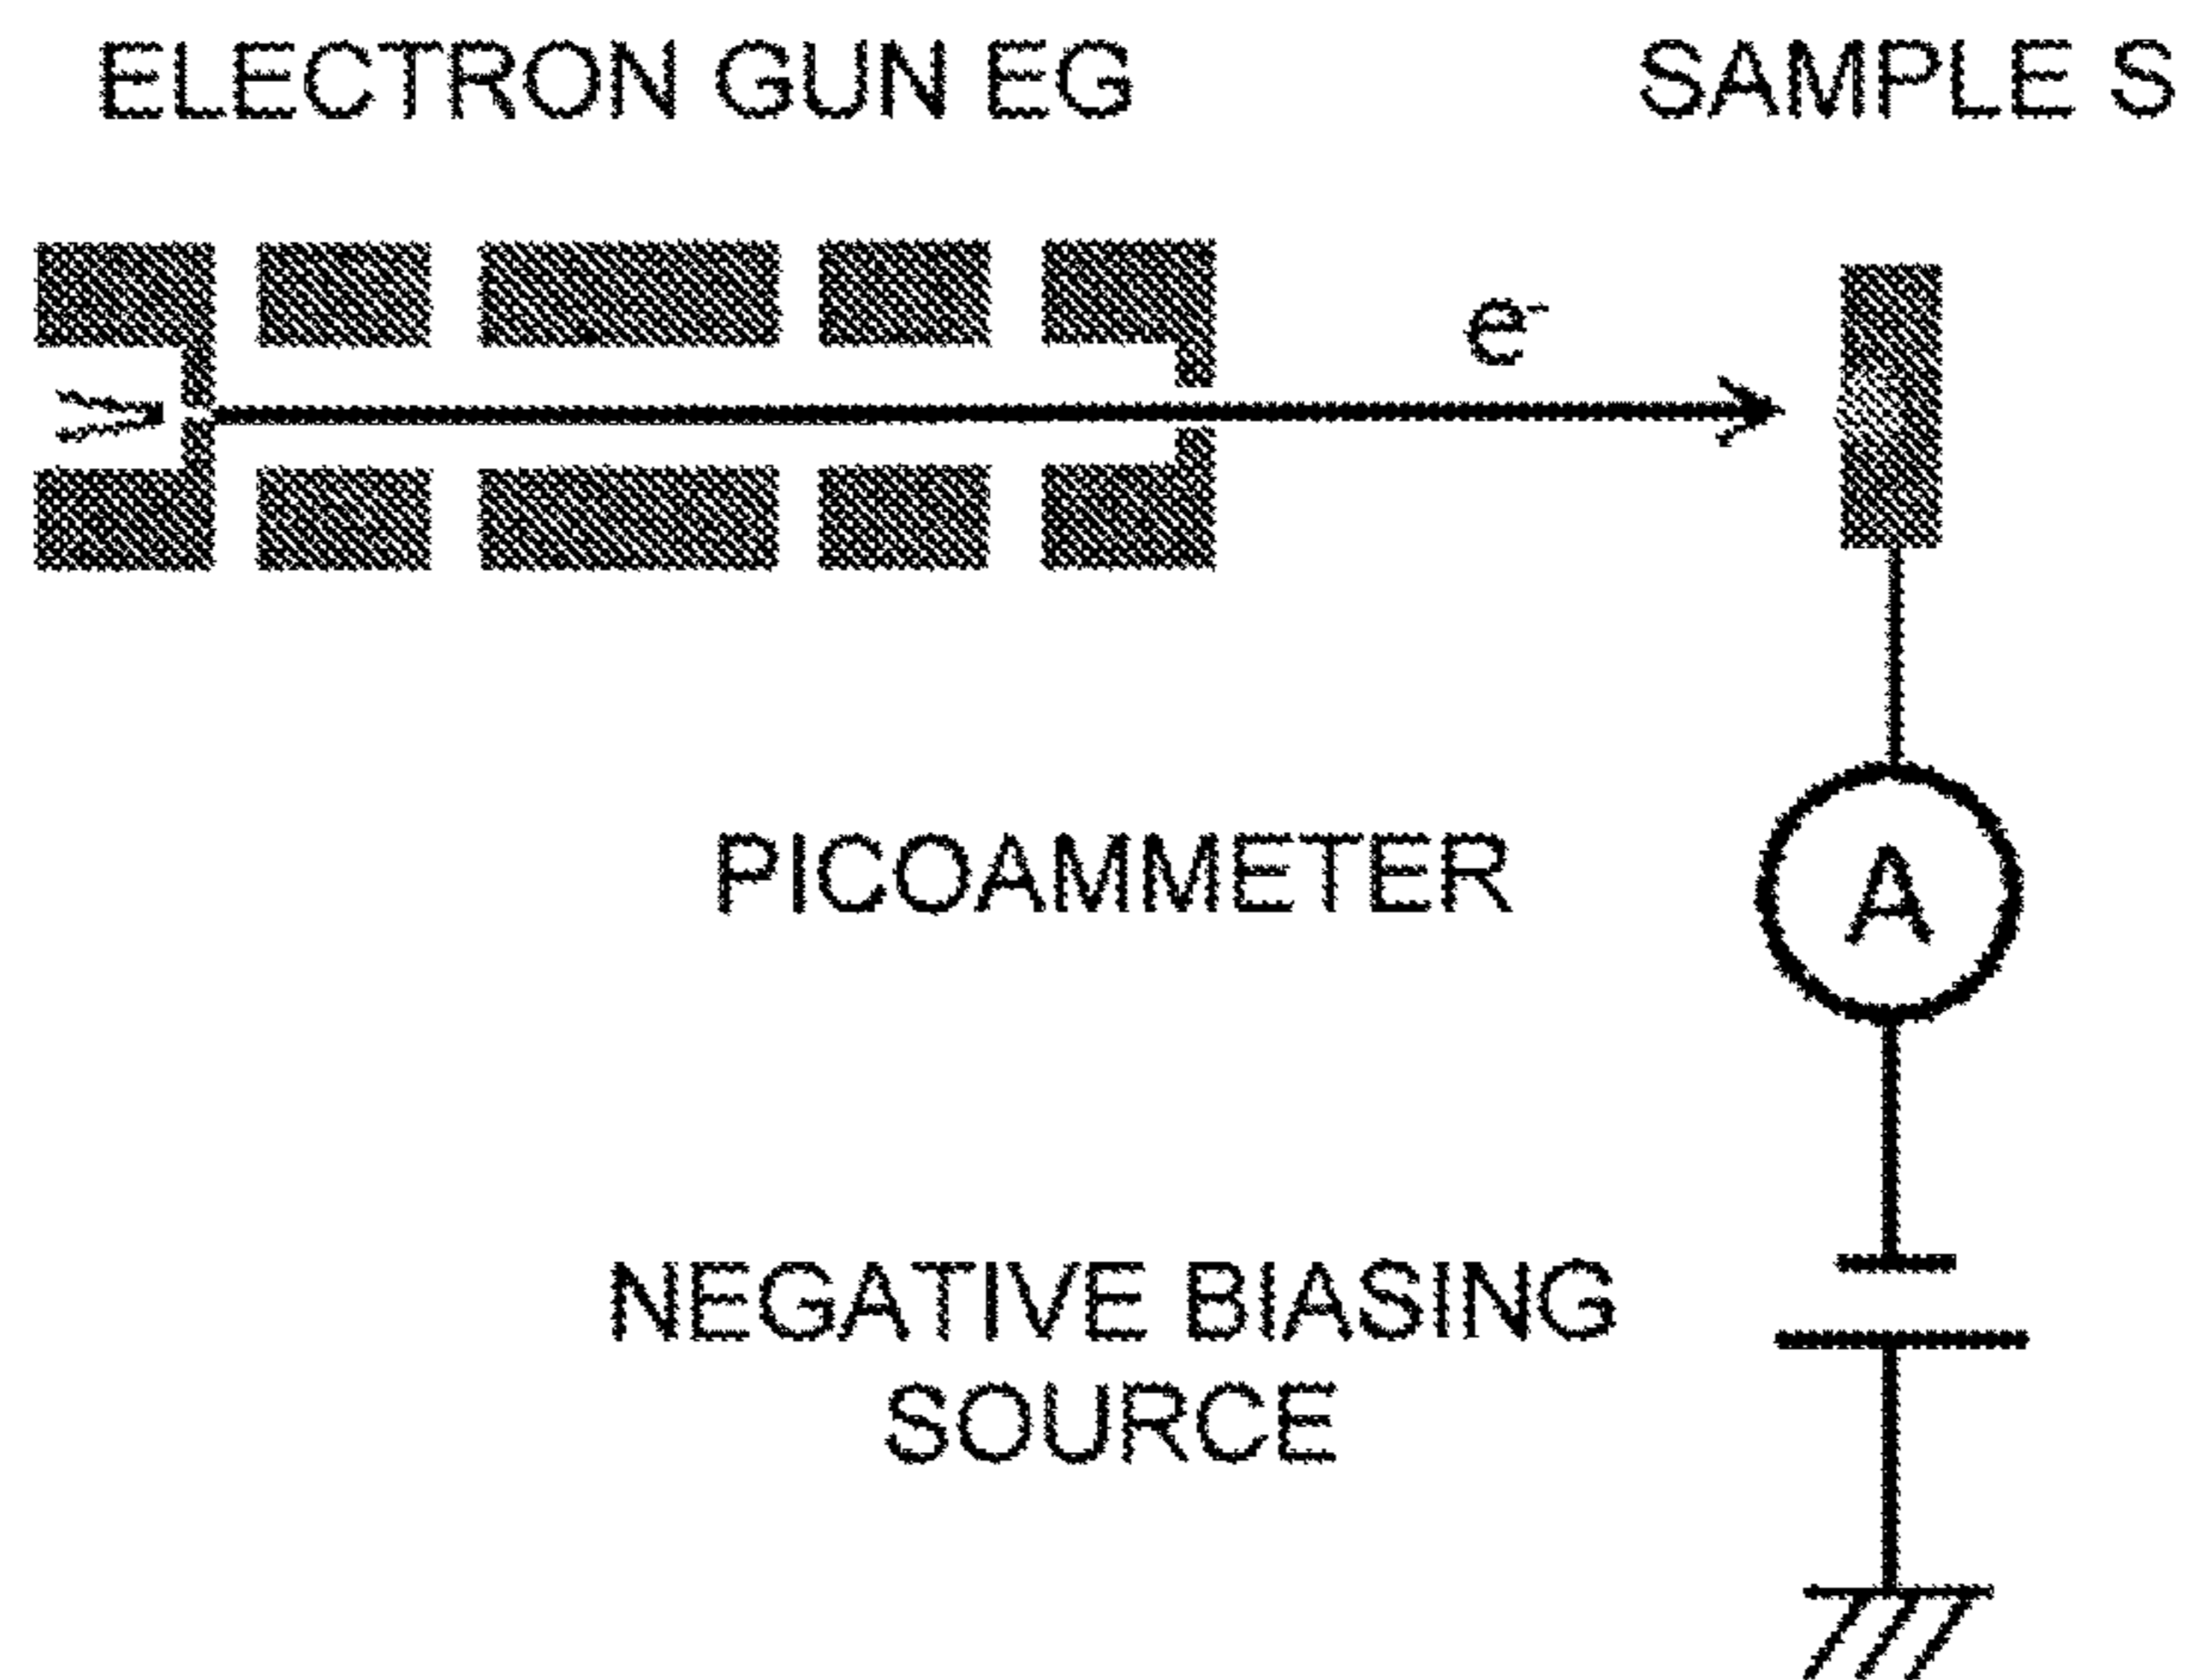 ELECTRON GUN EG
SAMPLE S
e-
PICOAMMETER
A
NEGATIVE BIASING
SOURCE